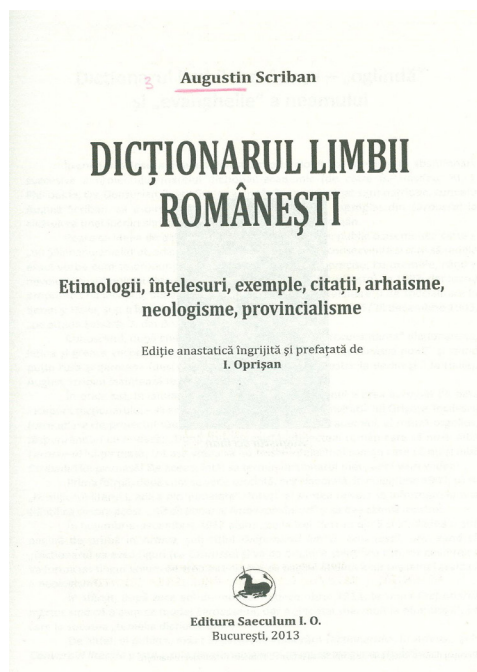 Augustin Scriban
3
DICȚIONARUL LIMBII
ROMÂNEȘTI
Etimologii, înțelesuri, exemple, citații, arhaisme,
neologisme, provincialisme
Ediție anastatică îngrijită și prefațată de
I. Oprișan
Editura Saeculum I. O.
București, 2013